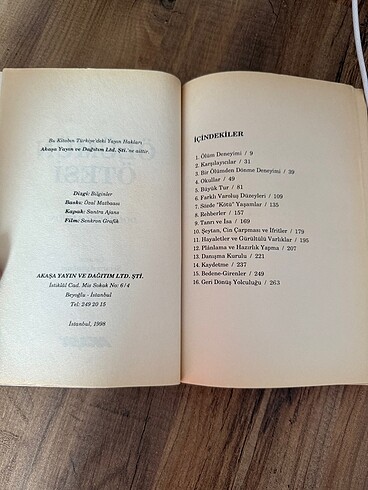 Bu Kitabın Türkiye'deki Yayın Hakları
Akaşa Yayın ve Dağıtım Ltd. Şti.'ne aittir.
ÖTESİ
Dizgi: Bilginler
Baskı: Özal Matbaası
Kapak: Suntra Ajans
Film: Senkron Grafik
AKAŞA YAYIN VE DAĞITIM LTD. ŞTİ.
İstiklâl Cad. Mis Sokak No: 6/4
Beyoğlu - İstanbul
Tel: 249 20 15
İstanbul, 1998
İÇİNDEKİLER
1. Ölüm Deneyimi / 9
2. Karşılayıcılar / 31
3. Bir Ölümden Dönme Deneyimi / 39
4. Okullar / 49
5. Büyük Tur / 81
6. Farklı Varoluş Düzeyleri / 109
7. Sözde "Kötü" Yaşamlar / 135
8. Rehberler / 157
9. Tanrı ve İsa / 169
10. Şeytan, Cin Çarpması ve İfritler / 179
11. Hayaletler ve Gürültülü Varlıklar / 195
12. Plânlama ve Hazırlık Yapma / 207
13. Danışma Kurulu / 221
14. Kaydetme / 237
15. Bedene-Girenler / 249
16. Geri Dönüş Yolculuğu / 263